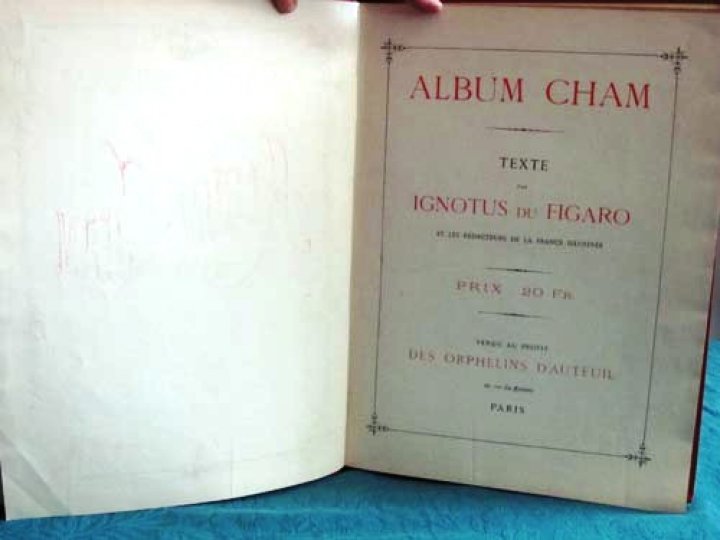 ALBUM CHAM
TEXTE
PAR
IGNOTUS DU FIGARO
ET LES RÉDACTEURS DE LA FRANCE ILLUSTRÉE
PRIX 20 FR.
VENDU AU PROFIT
DES ORPHELINS D'AUTEUIL
PARIS